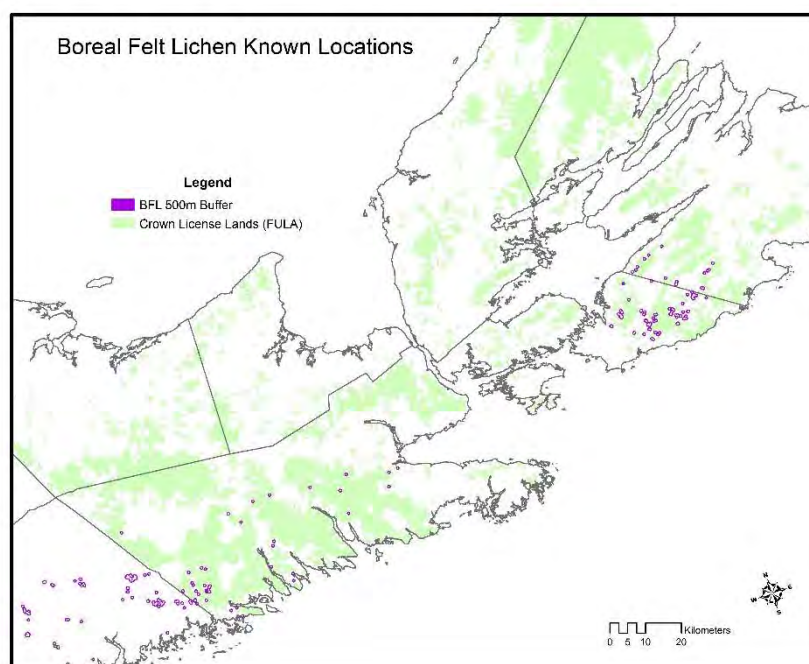 Boreal Felt Lichen Known Locations
Legend
BFL 500m Buffer
Crown License Lands (FULA)
N
W E
S
Kilometers
0 5 10 20